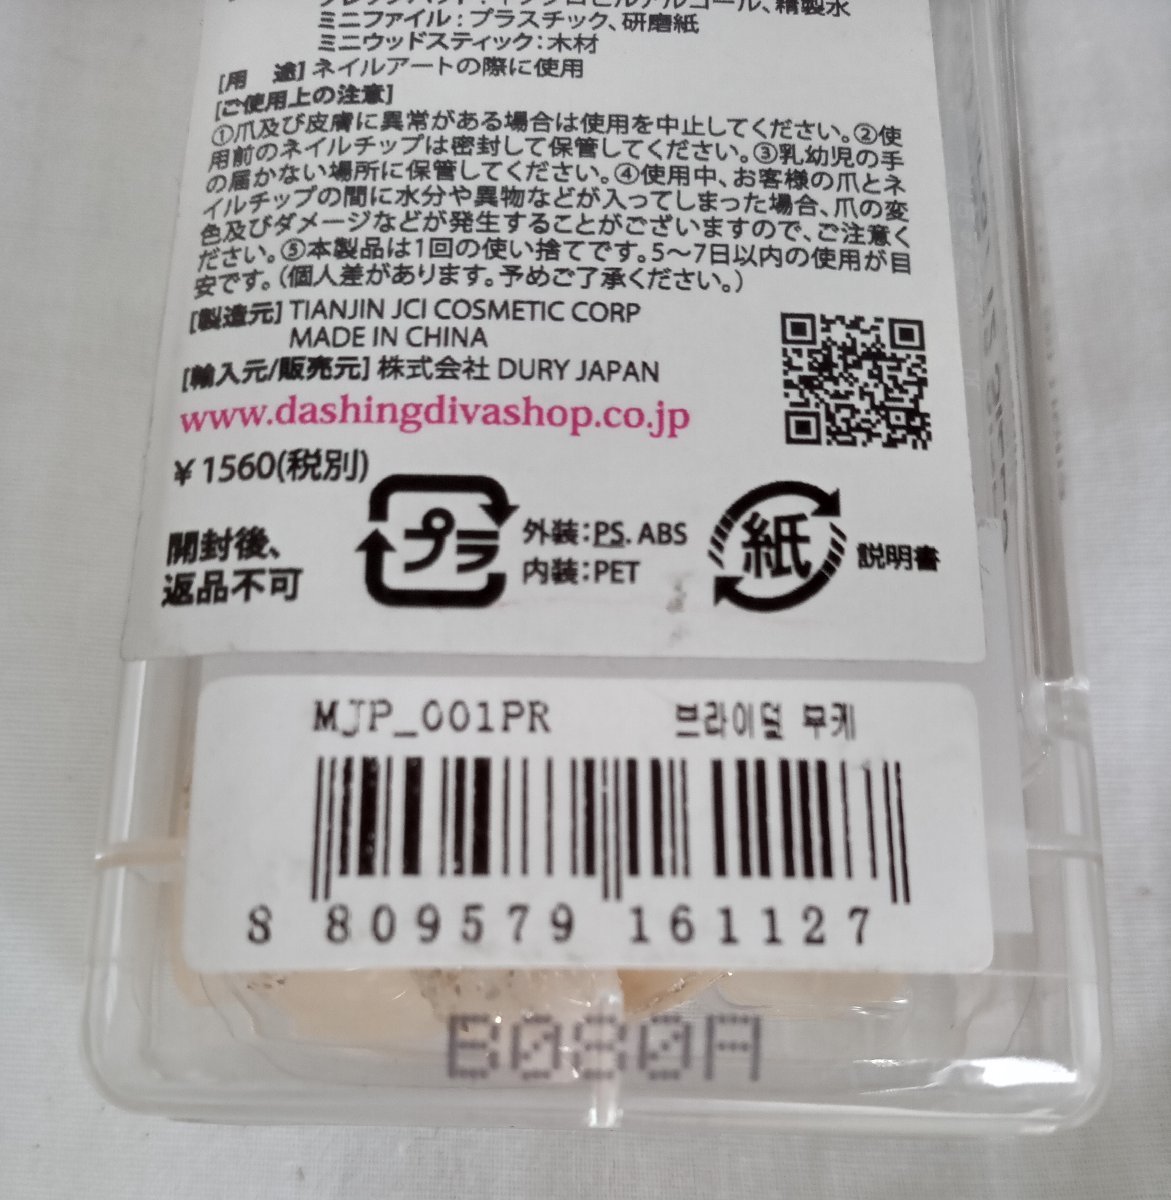 ミニファイル：プラスチック、研磨紙
ミニウッドスティック：木材
[用　途] ネイルアートの際に使用
[ご使用上の注意]
①爪及び皮膚に異常がある場合は使用を中止してください。②使
用前のネイルチップは密封して保管してください。③乳幼児の手
の届かない場所に保管してください。④使用中、お客様の爪とネ
イルチップの間に水分や異物などが入ってしまった場合、爪の変
色及びダメージなどが発生することがございますので、ご注意く
ださい。⑤本製品は1回の使い捨てです。5〜7日以内の使用が目
安です。（個人差があります。予めご了承ください。）
[製造元] TIANJIN JCI COSMETIC CORP
MADE IN CHINA
[輸入元/販売元] 株式会社 DURY JAPAN
www.dashingdivashop.co.jp
￥1560(税別)
開封後、
返品不可
プラ
外装：PS. ABS
内装：PET
紙
説明書
MJP_001PR 브라이덜 부케
8 809579 161127
B080A